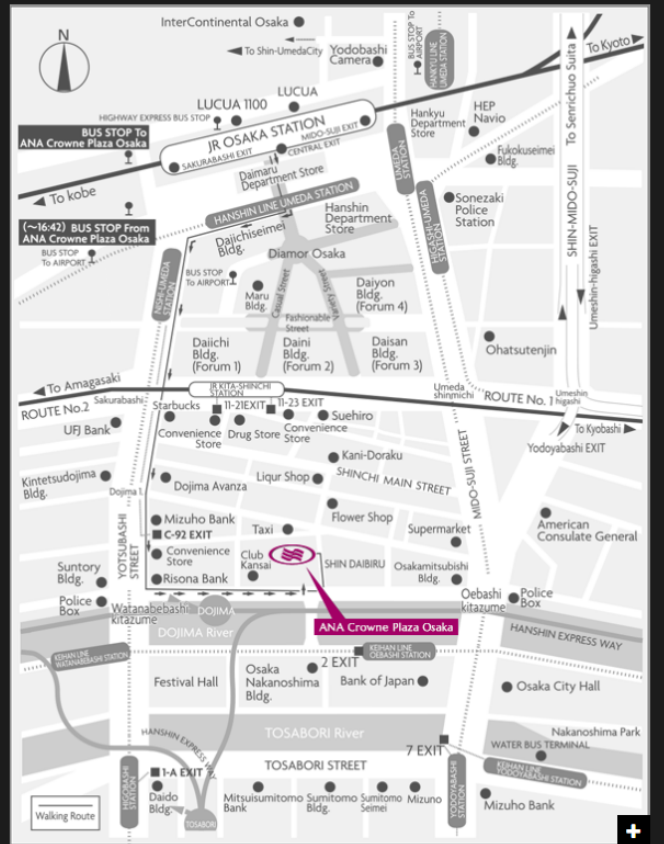 InterContinental Osaka
To Shin-UmedaCity
Yodobashi
Camera
BUS STOP To
AIRPORT
HANKYU LINE
UMEDA STATION
To Kyoto
To Senrichuo Suita
SHIN-MIDO-SUJI
LUCUA
LUCUA 1100
HIGHWAY EXPRESS BUS STOP
JR OSAKA STATION
MIDO-SUJI EXIT
CENTRAL EXIT
SAKURABASHI EXIT
Hankyu
Department
Store
HEP
Navio
Fukokuseimei
Bldg.
BUS STOP To
ANA Crowne Plaza Osaka
To kobe
Daimaru
Department Store
UMEDA
STATION
HANSHIN LINE UMEDA STATION
HIGASHI-UMEDA
STATION
Sonezaki
Police
Station
(~16:42) BUS STOP From
ANA Crowne Plaza Osaka
BUS STOP
To AIRPORT
Daiichiseimei
Bldg.
Hanshin
Department
Store
Diamor Osaka
NISHI-UMEDA
STATION
BUS STOP
To AIRPORT
Maru
Bldg.
Casual Street
Variety Street
Fashionable
Street
Daiyon
Bldg.
(Forum 4)
Umeshin-higashi EXIT
Daiichi
Bldg.
(Forum 1)
Daini
Bldg.
(Forum 2)
Daisan
Bldg.
(Forum 3)
Ohatsutenjin
To Amagasaki
ROUTE No.2
Sakurabashi
JR KITA-SHINCHI
STATION
Umeda
shinmichi
ROUTE No. 1
Umeshin
higashi
To Kyobashi
Yodoyabashi EXIT
UFJ Bank
Starbucks
11-21EXIT
11-23 EXIT
Suehiro
Convenience
Store
Drug Store
Convenience
Store
Kani-Doraku
SHINCHI MAIN STREET
MIDO-SUJI STREET
Kintetsudojima
Bldg.
Dojima 1
Dojima Avanza
Liqur Shop
Mizuho Bank
C-92 EXIT
Flower Shop
Taxi
Supermarket
American
Consulate General
YOTSUBASHI
STREET
Convenience
Store
Club
Kansai
SHIN DAIBIRU
Suntory
Bldg.
Risona Bank
Osakamitsubishi
Bldg.
Police
Box
Watanabebashi
kitazume
DOJIMA
DOJIMA River
ANA Crowne Plaza Osaka
Oebashi
kitazume
Police
Box
HANSHIN EXPRESS WAY
KEIHAN LINE
WATANABEBASHI STATION
2 EXIT
KEIHAN LINE
OEBASHI STATION
Festival Hall
Osaka
Nakanoshima
Bldg.
Bank of Japan
Osaka City Hall
HANSHIN EXPRESS WAY
TOSABORI River
Nakanoshima Park
7 EXIT
WATER BUS TERMINAL
KEIHAN LINE
YODOYABASHI STATION
TOSABORI STREET
HIGOBASHI
STATION
1-A EXIT
Daido
Bldg.
TOSABORI
Mitsuisumitomo
Bank
Sumitomo
Bldg.
Sumitomo
Seimei
Mizuno
YODOYABASHI
STATION
Mizuho Bank
Walking Route